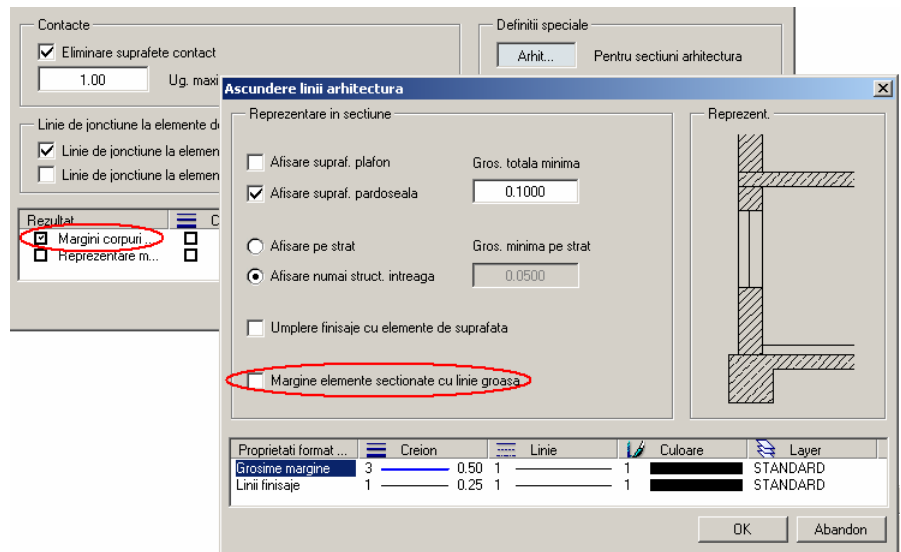 Contacte
Eliminare suprafete contact
1.00 Ug. maxi
Definitii speciale
Arhit... Pentru sectiuni arhitectura
Linie de jonctiune la elemente de
Linie de jonctiune la elemen
Linie de jonctiune la elemen
Rezultat C
Margini corpuri ...
Reprezentare m...
Ascundere linii arhitectura
Reprezentare in sectiune
Afisare supraf. plafon Gros. totala minima
Afisare supraf. pardoseala 0.1000
Afisare pe strat Gros. minima pe strat
Afisare numai struct. intreaga 0.0500
Umplere finisaje cu elemente de suprafata
Margine elemente sectionate cu linie groasa
Reprezent.
Proprietati format ... Creion Linie Culoare Layer
Grosime margine 3 0.50 1 1 STANDARD
Linii finisaje 1 0.25 1 1 STANDARD
OK Abandon